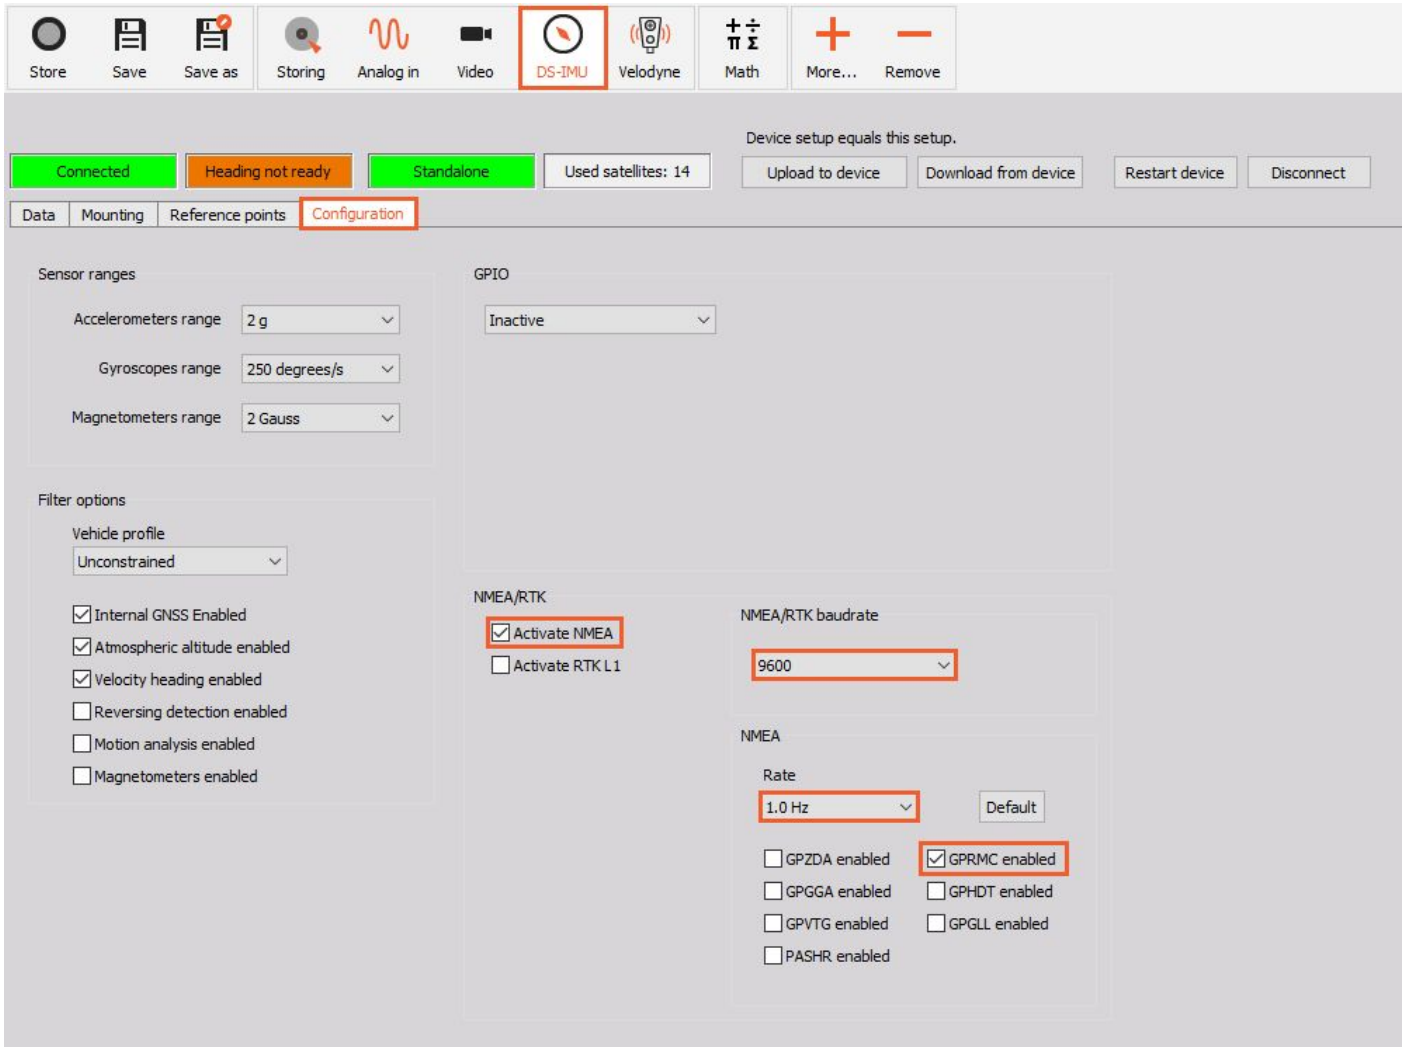 Store Save Save as Storing Analog in Video DS-IMU Velodyne Math More... Remove
Device setup equals this setup.
Connected Heading not ready Standalone Used satellites: 14 Upload to device Download from device Restart device Disconnect
Data Mounting Reference points Configuration
Sensor ranges
Accelerometers range 2 g
Gyroscopes range 250 degrees/s
Magnetometers range 2 Gauss
GPIO
Inactive
Filter options
Vehicle profile
Unconstrained
Internal GNSS Enabled
Atmospheric altitude enabled
Velocity heading enabled
Reversing detection enabled
Motion analysis enabled
Magnetometers enabled
NMEA/RTK
Activate NMEA
Activate RTK L1
NMEA/RTK baudrate
9600
NMEA
Rate
1.0 Hz Default
GPZDA enabled GPRMC enabled
GPGGA enabled GPHDT enabled
GPVTG enabled GPGLL enabled
PASHR enabled